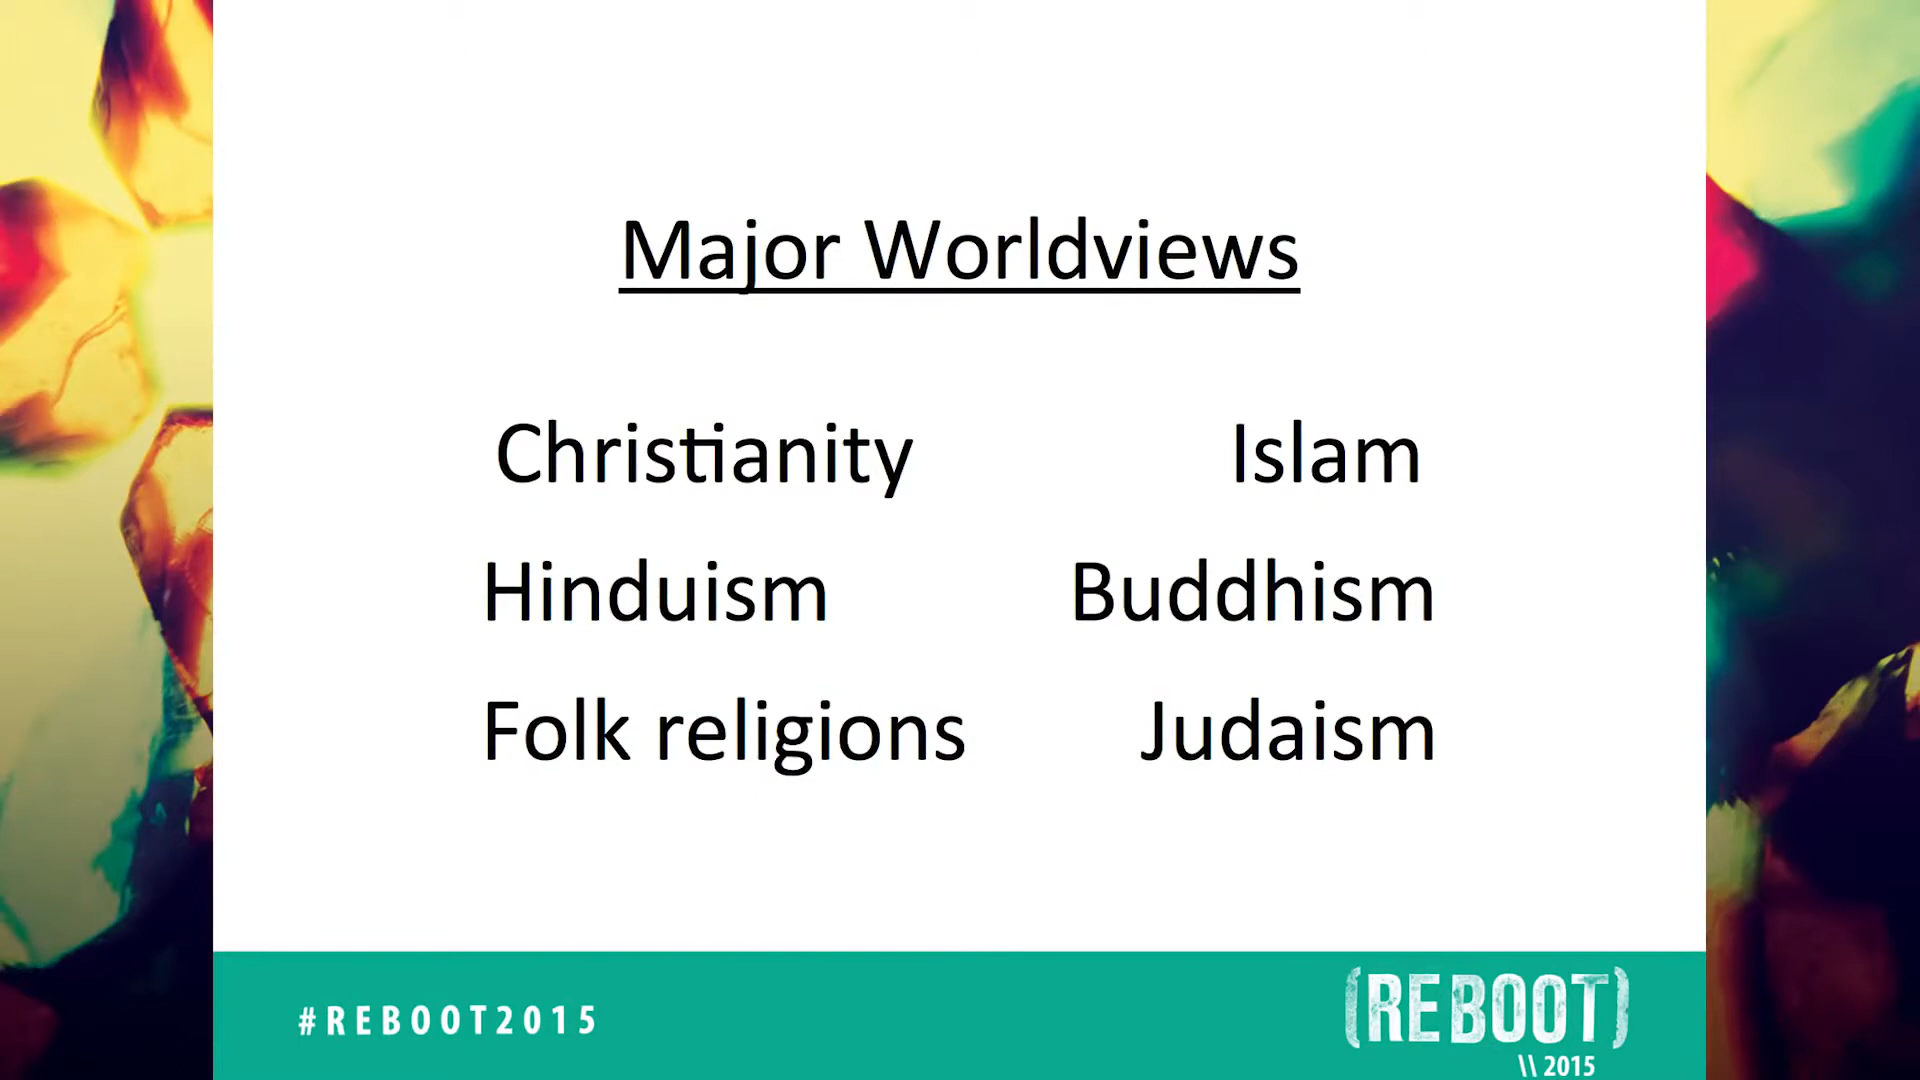 Major Worldviews
Christianity Islam
Hinduism Buddhism
Folk religions Judaism
#REBOOT2015
(REBOOT)
\\ 2015